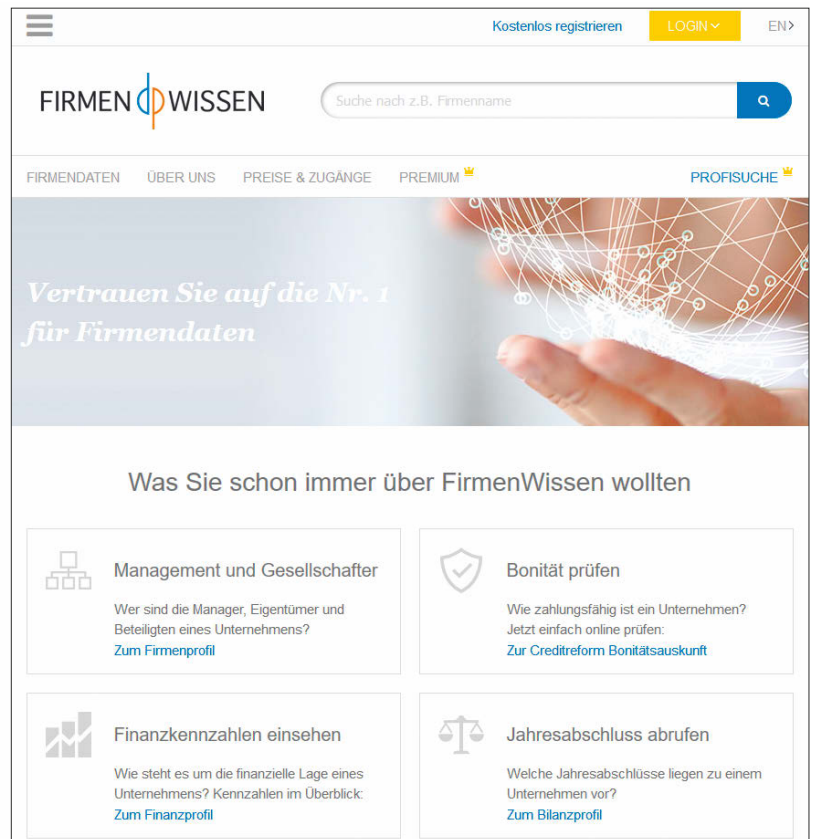 Kostenlos registrieren LOGIN EN
FIRMEN WISSEN
Suche nach z.B. Firmenname
FIRMENDATEN ÜBER UNS PREISE & ZUGÄNGE PREMIUM PROFISUCHE
Vertrauen Sie auf die Nr. 1
für Firmendaten
Was Sie schon immer über FirmenWissen wollten
Management und Gesellschafter
Wer sind die Manager, Eigentümer und
Beteiligten eines Unternehmens?
Zum Firmenprofil
Bonität prüfen
Wie zahlungsfähig ist ein Unternehmen?
Jetzt einfach online prüfen:
Zur Creditreform Bonitätsauskunft
Finanzkennzahlen einsehen
Wie steht es um die finanzielle Lage eines
Unternehmens? Kennzahlen im Überblick:
Zum Finanzprofil
Jahresabschluss abrufen
Welche Jahresabschlüsse liegen zu einem
Unternehmen vor?
Zum Bilanzprofil